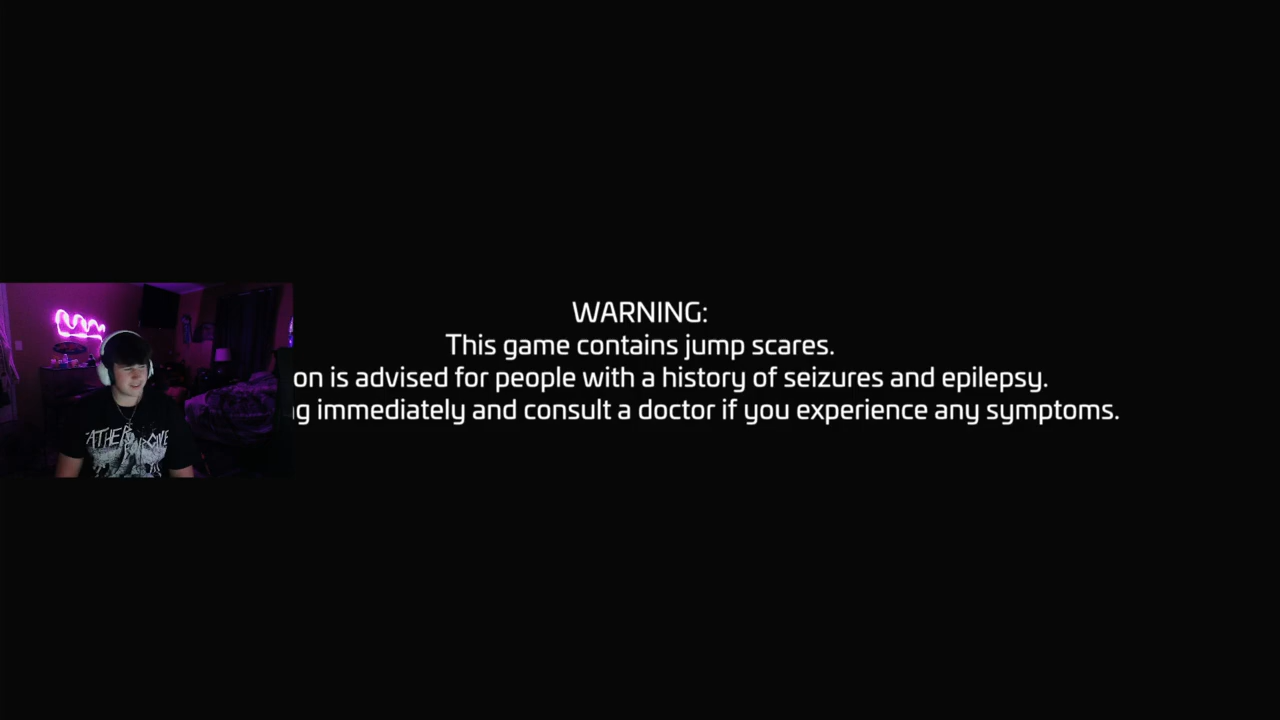 WARNING:
This game contains jump scares.
on is advised for people with a history of seizures and epilepsy.
g immediately and consult a doctor if you experience any symptoms.